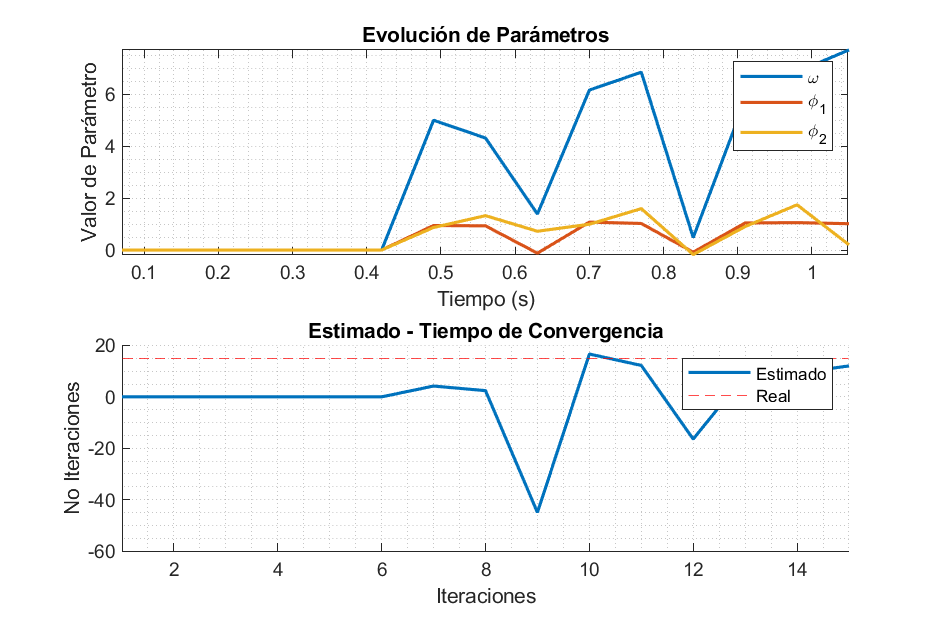 Evolución de Parámetros
Valor de Parámetro
6
4
2
0
0.1 0.2 0.3 0.4 0.5 0.6 0.7 0.8 0.9 1
Tiempo (s)
ω
ϕ1
ϕ2
Estimado - Tiempo de Convergencia
No Iteraciones
20
0
-20
-40
-60
2 4 6 8 10 12 14
Iteraciones
Estimado
Real